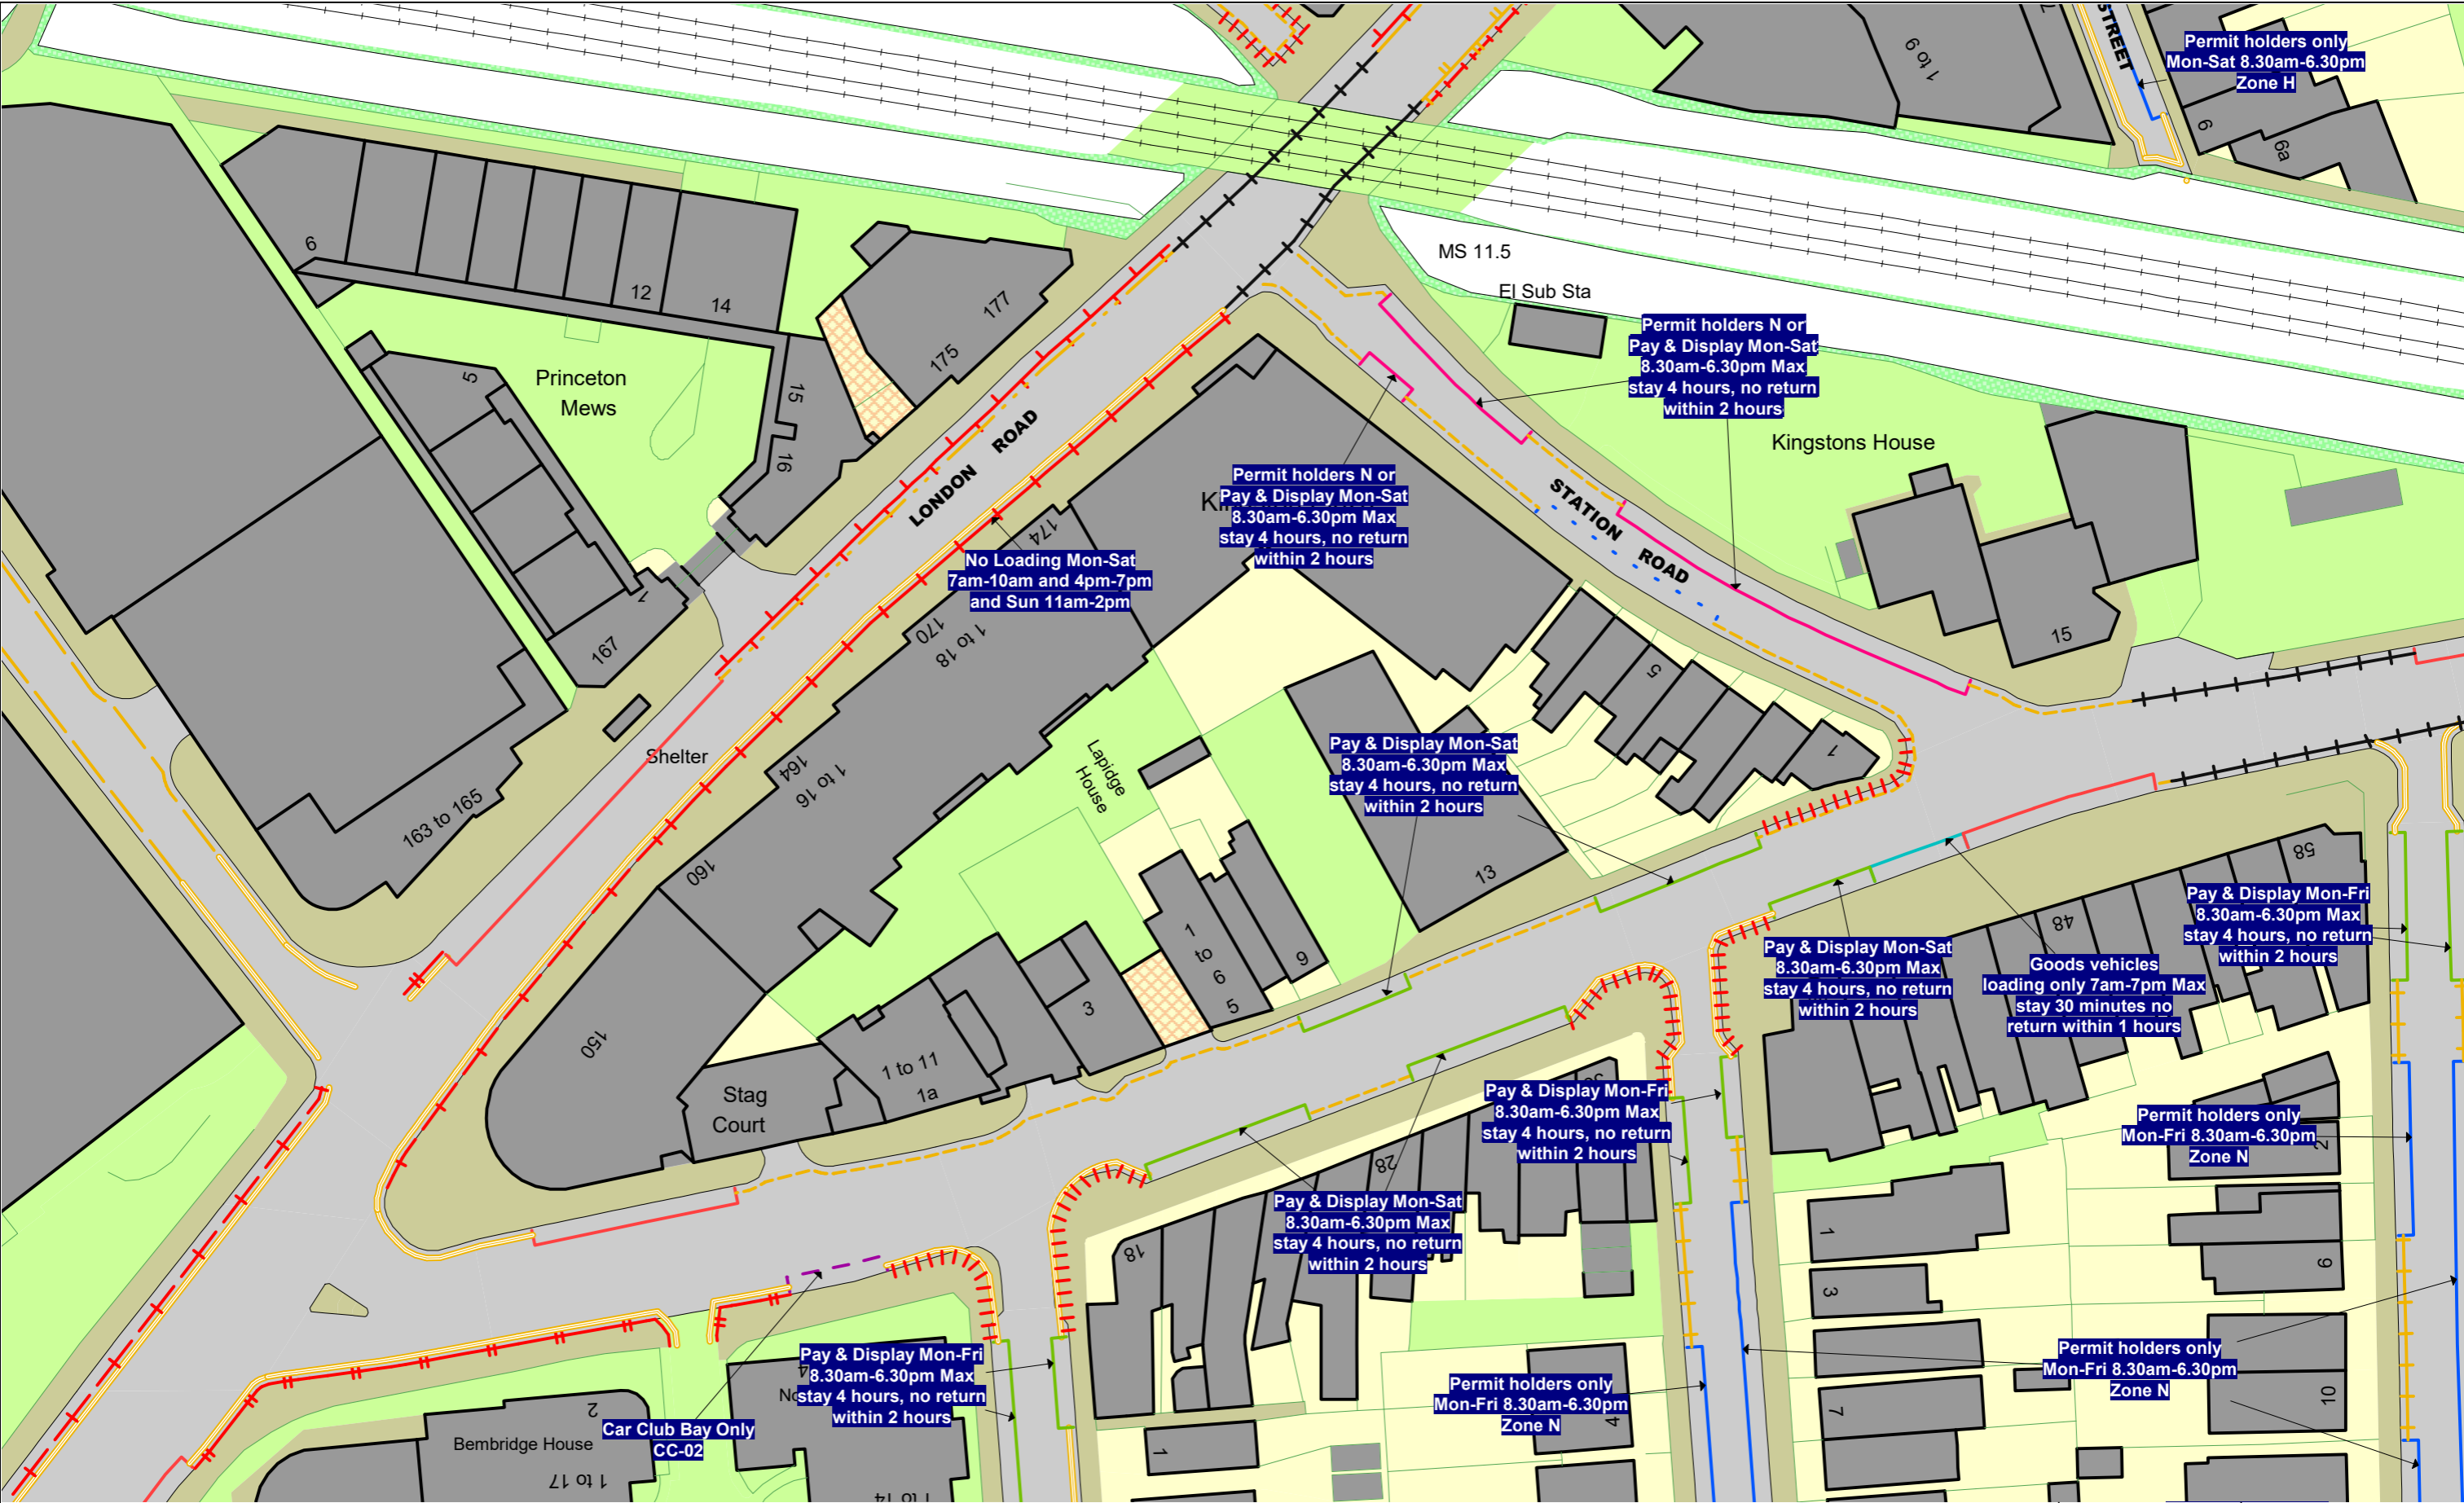 STREET
Permit holders only
Mon-Sat 8.30am-6.30pm
Zone H
1 to 9
6
6a
MS 11.5
El Sub Sta
6
12
14
177
175
5
Princeton
Mews
15
16
LONDON ROAD
Permit holders N or
Pay & Display Mon-Sat
8.30am-6.30pm Max
stay 4 hours, no return
within 2 hours
Kingstons House
Permit holders N or
Pay & Display Mon-Sat
8.30am-6.30pm Max
stay 4 hours, no return
within 2 hours
STATION ROAD
174
No Loading Mon-Sat
7am-10am and 4pm-7pm
and Sun 11am-2pm
1
167
170
1 to 18
15
5
1
Shelter
164
1 to 16
Lapidge
House
Pay & Display Mon-Sat
8.30am-6.30pm Max
stay 4 hours, no return
within 2 hours
163 to 165
160
13
58
Pay & Display Mon-Fri
8.30am-6.30pm Max
stay 4 hours, no return
within 2 hours
48
Pay & Display Mon-Sat
8.30am-6.30pm Max
stay 4 hours, no return
within 2 hours
Goods vehicles
loading only 7am-7pm Max
stay 30 minutes no
return within 1 hours
1
to
6
5
9
3
150
1 to 11
1a
Stag
Court
Pay & Display Mon-Fri
8.30am-6.30pm Max
stay 4 hours, no return
within 2 hours
Permit holders only
Mon-Fri 8.30am-6.30pm
Zone N
2
28
Pay & Display Mon-Sat
8.30am-6.30pm Max
stay 4 hours, no return
within 2 hours
18
1
3
6
Pay & Display Mon-Fri
8.30am-6.30pm Max
stay 4 hours, no return
within 2 hours
4
Permit holders only
Mon-Fri 8.30am-6.30pm
Zone N
10
Permit holders only
Mon-Fri 8.30am-6.30pm
Zone N
4
7
2
Car Club Bay Only
CC-02
Bembridge House
1 to 17
1
1 to 14